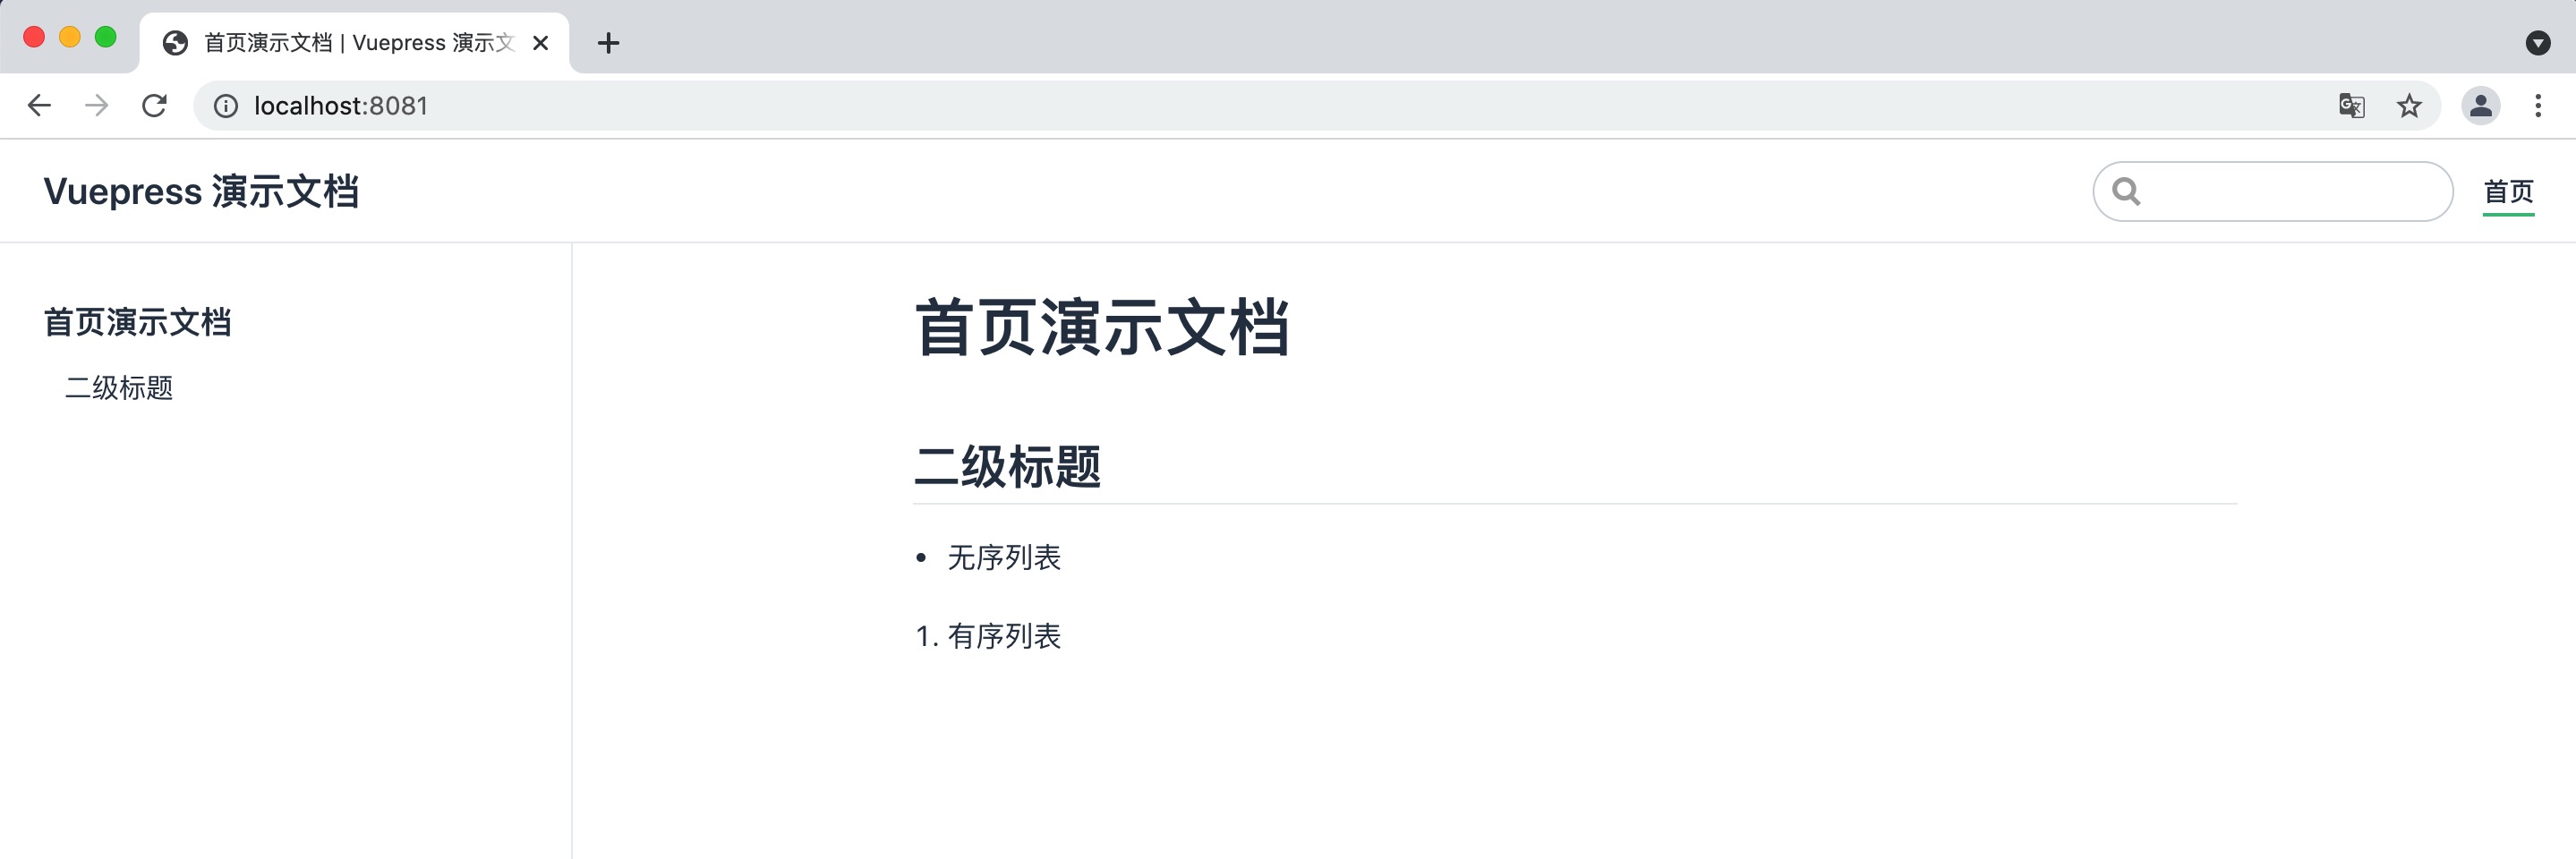 首页演示文档 | Vuepress 演示文
localhost:8081
Vuepress 演示文档
首页
首页演示文档
二级标题
首页演示文档
二级标题
• 无序列表
1. 有序列表